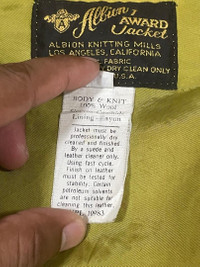 Albion
AWARD
Jacket
ALBION KNITTING MILLS
LOS ANGELES, CALIFORNIA
FABRIC
DRY CLEAN ONLY
U.S.A.
BODY & KNIT
100% Wool
Lining - Rayon
Jacket must be
professionally dry
cleaned and finished.
By a suede and
leather cleaner only.
Using fast cycle.
Finish on leather
must be tested for
stability. Certain
petroleum solvents
are not suitable for
cleaning this leather.